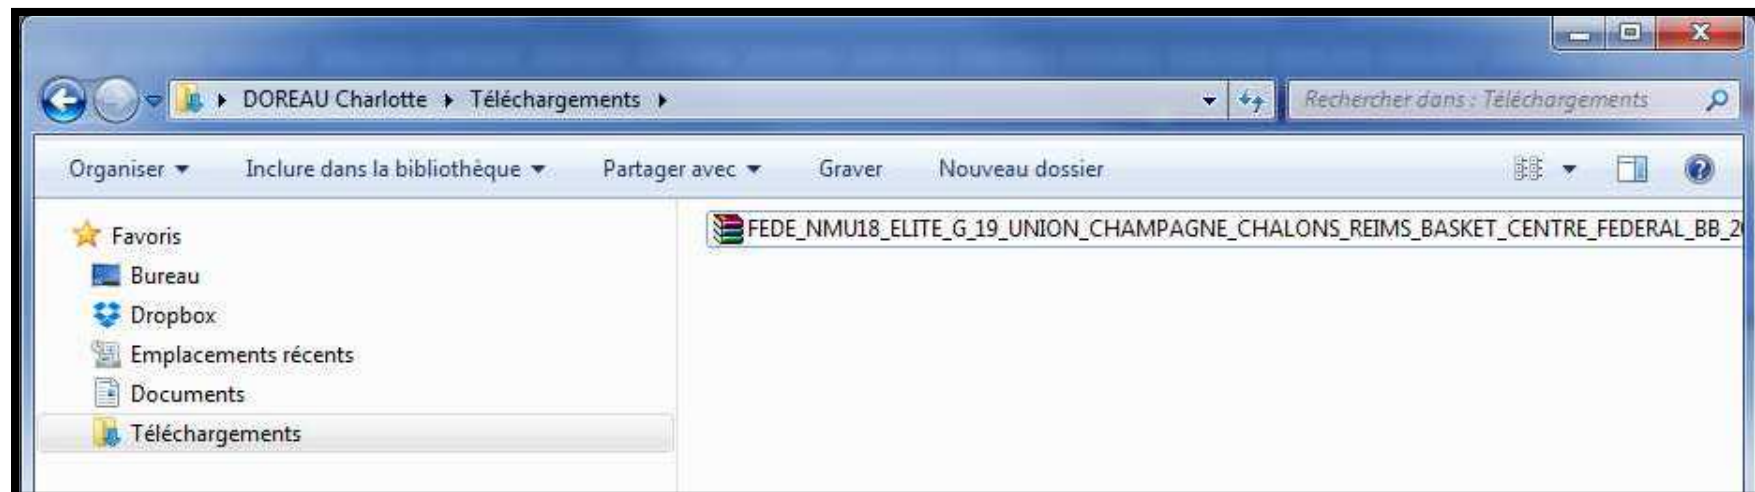 DOREAU Charlotte Téléchargements Rechercher dans : Téléchargements
Organiser Inclure dans la bibliothèque Partager avec Graver Nouveau dossier
Favoris
Bureau
Dropbox
Emplacements récents
Documents
Téléchargements
FEDE_NMU18_ELITE_G_19_UNION_CHAMPAGNE_CHALONS_REIMS_BASKET_CENTRE_FEDERAL_BB_2